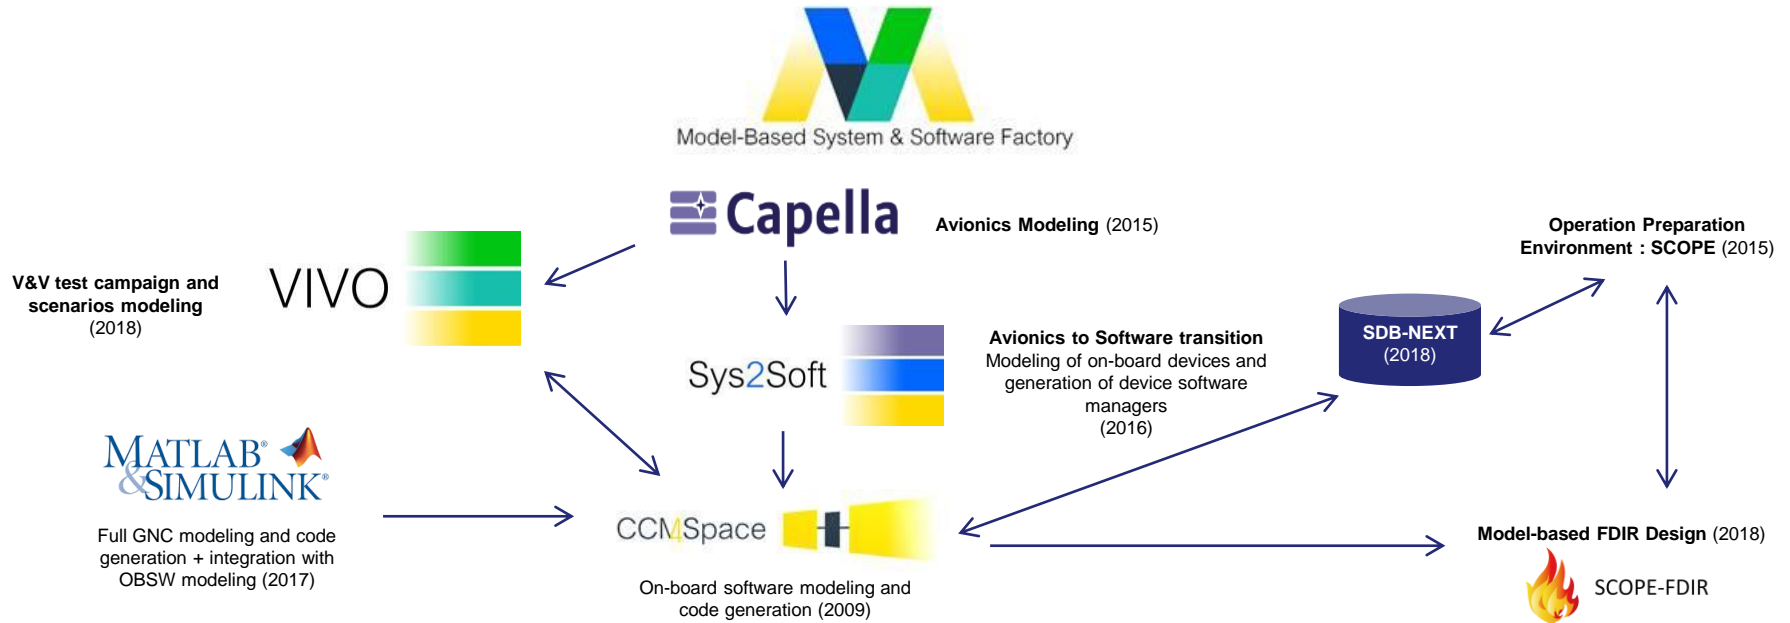 Model-Based System & Software Factory
Capella
Avionics Modeling (2015)
Operation Preparation
Environment : SCOPE (2015)
V&V test campaign and
scenarios modeling
(2018)
VIVO
SDB-NEXT
(2018)
Sys2Soft
Avionics to Software transition
Modeling of on-board devices and
generation of device software
managers
(2016)
MATLAB®
&SIMULINK®
Full GNC modeling and code
generation + integration with
OBSW modeling (2017)
CCM4Space
On-board software modeling and
code generation (2009)
Model-based FDIR Design (2018)
SCOPE-FDIR